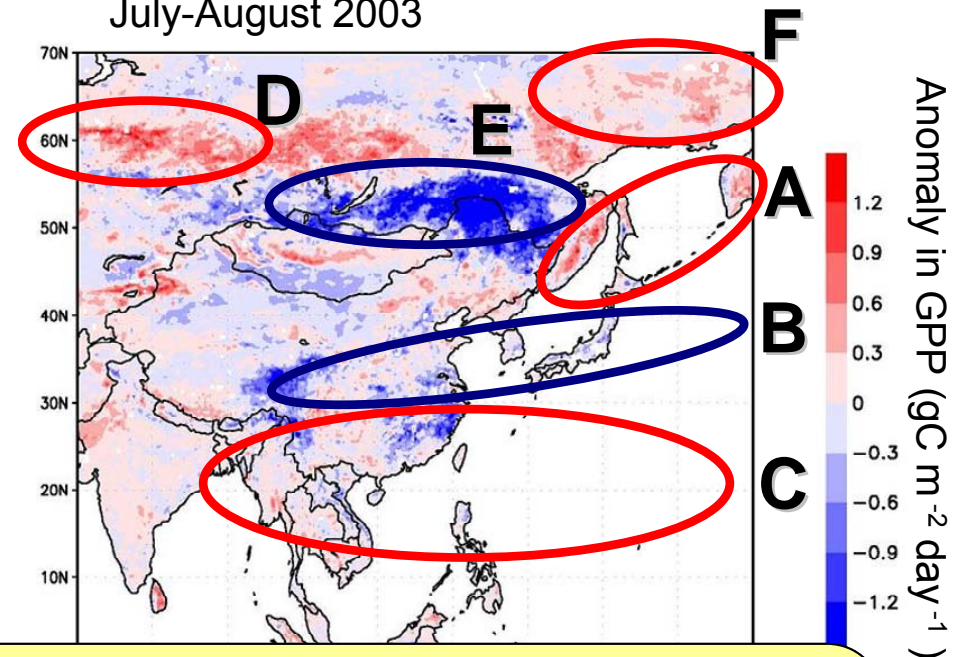 July-August 2003
F
70N
D
E
60N
A
50N
40N
B
30N
C
20N
10N
1.2
0.9
0.6
0.3
0
−0.3
−0.6
−0.9
−1.2
Anomaly in GPP (gC m-2 day-1 )